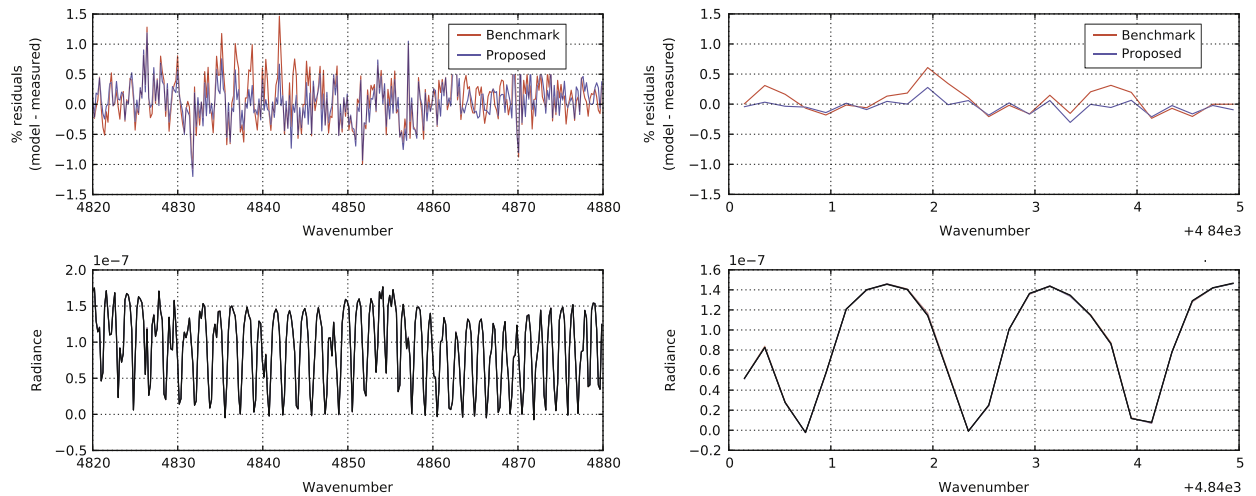 % residuals
(model - measured)
1.5
1.0
0.5
0.0
−0.5
−1.0
−1.5
4820 4830 4840 4850 4860 4870 4880
Wavenumber
Benchmark
Proposed
% residuals
(model - measured)
1.5
1.0
0.5
0.0
−0.5
−1.0
−1.5
0 1 2 3 4 5
Wavenumber
+4 84e3
Benchmark
Proposed
1e−7
Radiance
2.0
1.5
1.0
0.5
0.0
−0.5
4820 4830 4840 4850 4860 4870 4880
Wavenumber
1e−7
Radiance
1.6
1.4
1.2
1.0
0.8
0.6
0.4
0.2
0.0
−0.2
0 1 2 3 4 5
Wavenumber
+4.84e3